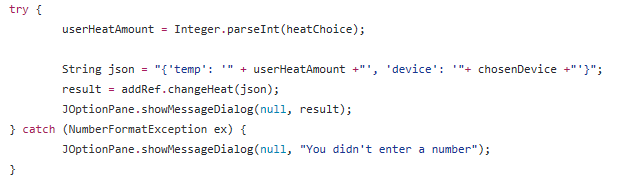 try {
userHeatAmount = Integer.parseInt(heatChoice);
String json = "{'temp': '" + userHeatAmount +"', 'device': '"+ chosenDevice +"'}";
result = addRef.changeHeat(json);
JOptionPane.showMessageDialog(null, result);
} catch (NumberFormatException ex) {
JOptionPane.showMessageDialog(null, "You didn't enter a number");
}